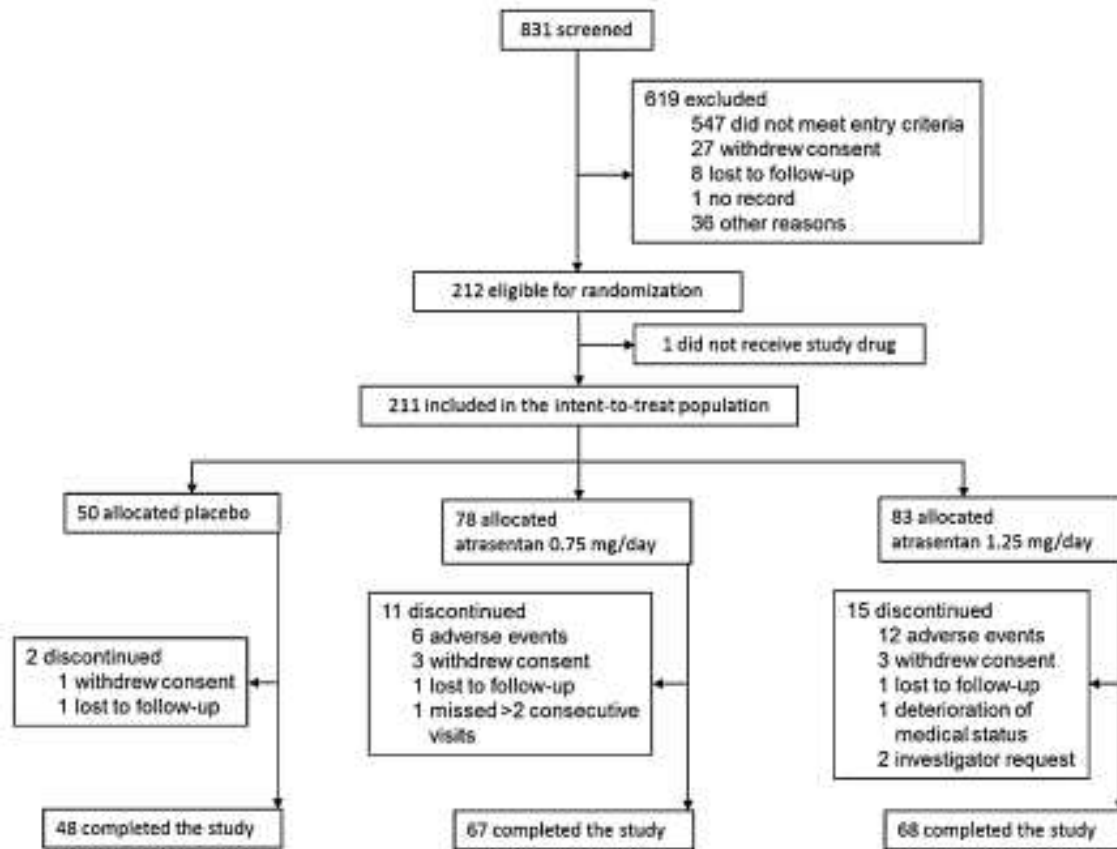 831 screened
619 excluded
547 did not meet entry criteria
27 withdrew consent
8 lost to follow-up
1 no record
36 other reasons
212 eligible for randomization
1 did not receive study drug
211 included in the intent-to-treat population
50 allocated placebo
78 allocated
atrasentan 0.75 mg/day
83 allocated
atrasentan 1.25 mg/day
2 discontinued
1 withdrew consent
1 lost to follow-up
11 discontinued
6 adverse events
3 withdrew consent
1 lost to follow-up
1 missed >2 consecutive
visits
15 discontinued
12 adverse events
3 withdrew consent
1 lost to follow-up
1 deterioration of
medical status
2 investigator request
48 completed the study
67 completed the study
68 completed the study